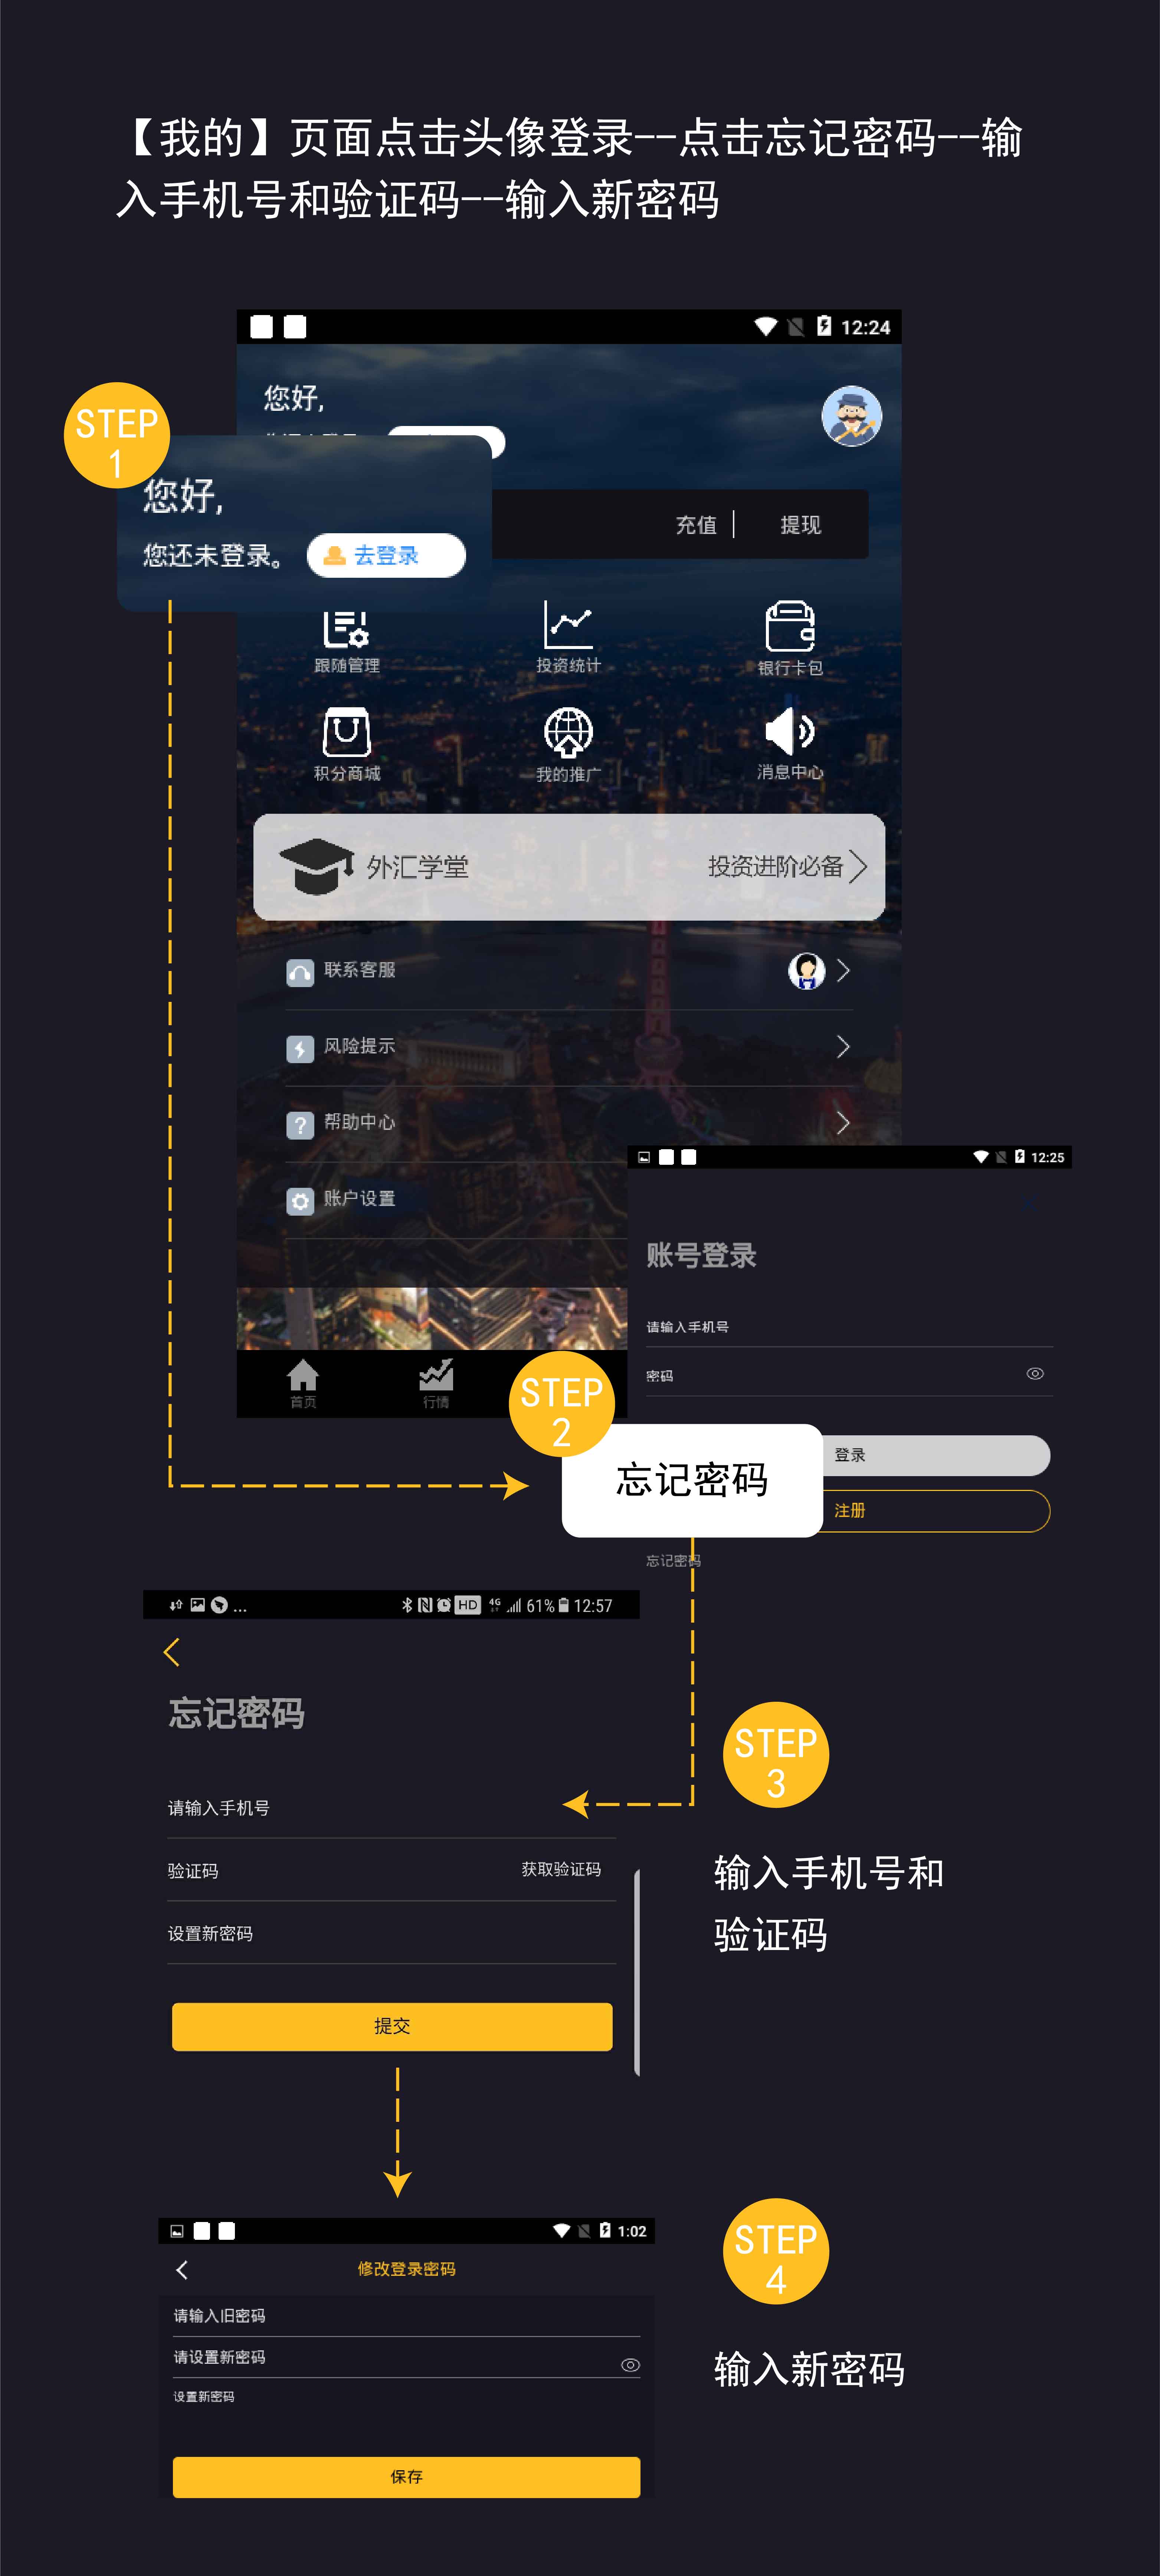 【我的】页面点击头像登录--点击忘记密码--输
入手机号和验证码--输入新密码
12:24
您好,
STEP
1
您好,
您还未登录。 去登录
充值 提现
跟随管理 投资统计 银行卡包
积分商城 我的推广 消息中心
外汇学堂 投资进阶必备
联系客服
风险提示
帮助中心
账户设置
首页 行情
12:25
账号登录
请输入手机号
密码
登录
注册
忘记密码
STEP
2
忘记密码
... HD 4G 61% 12:57
忘记密码
请输入手机号
验证码 获取验证码
设置新密码
提交
STEP
3
输入手机号和
验证码
1:02
修改登录密码
请输入旧密码
请设置新密码
设置新密码
保存
STEP
4
输入新密码